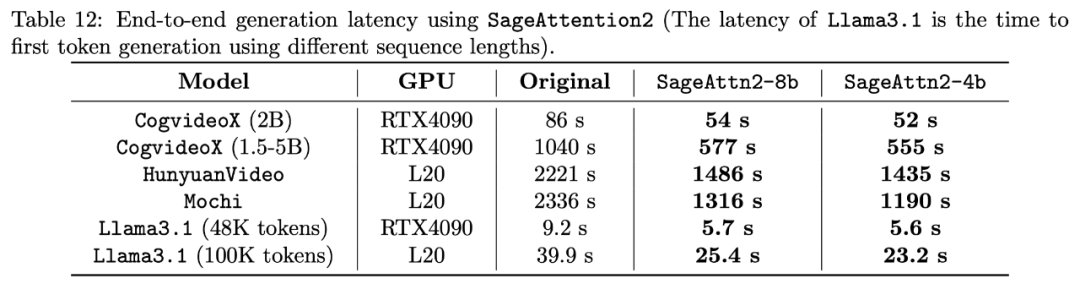 Table 12: End-to-end generation latency using SageAttention2 (The latency of Llama3.1 is the time to
first token generation using different sequence lengths).
Model GPU Original SageAttn2-8b SageAttn2-4b
CogvideoX (2B) RTX4090 86 s 54 s 52 s
CogvideoX (1.5-5B) RTX4090 1040 s 577 s 555 s
HunyuanVideo L20 2221 s 1486 s 1435 s
Mochi L20 2336 s 1316 s 1190 s
Llama3.1 (48K tokens) RTX4090 9.2 s 5.7 s 5.6 s
Llama3.1 (100K tokens) L20 39.9 s 25.4 s 23.2 s